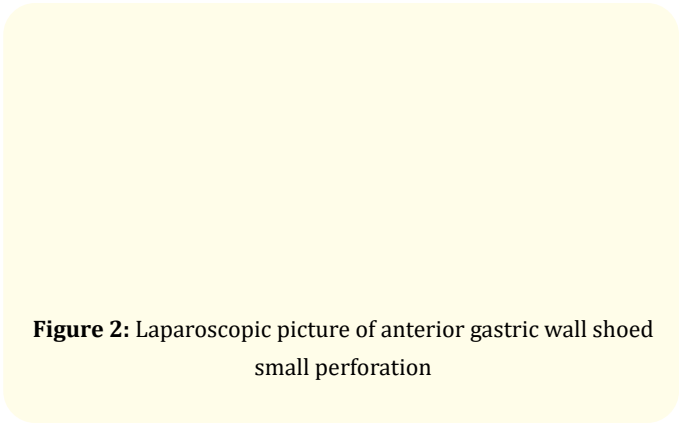 Figure 2: Laparoscopic picture of anterior gastric wall shoed
small perforation